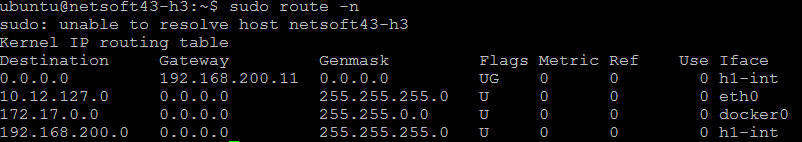 ubuntu@netsoft43-h3:~$ sudo route -n
sudo: unable to resolve host netsoft43-h3
Kernel IP routing table
Destination     Gateway         Genmask         Flags Metric Ref    Use Iface
0.0.0.0         192.168.200.11  0.0.0.0         UG    0      0        0 h1-int
10.12.127.0     0.0.0.0         255.255.255.0   U     0      0        0 eth0
172.17.0.0      0.0.0.0         255.255.0.0     U     0      0        0 docker0
192.168.200.0   0.0.0.0         255.255.255.0   U     0      0        0 h1-int